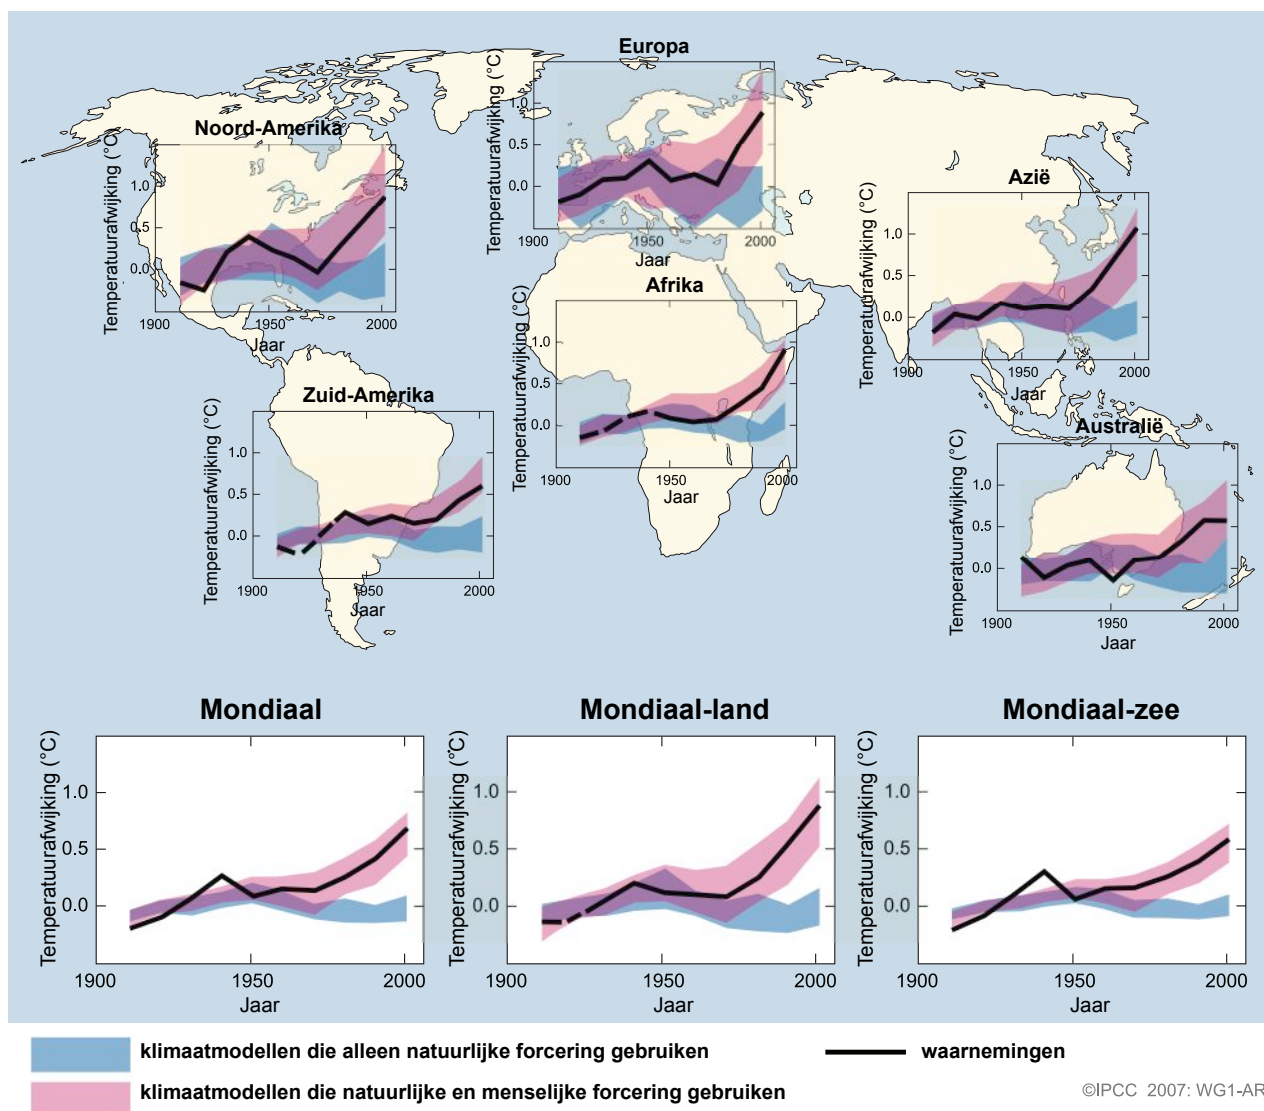 Europa
Temperatuurafwijking (°C)
1.0
0.5
0.0
1900
1950
2000
Jaar
Noord-Amerika
Temperatuurafwijking (°C)
1.0
0.5
0.0
1900
1950
2000
Jaar
Azië
Temperatuurafwijking (°C)
1.0
0.5
0.0
1900
1950
2000
Jaar
Afrika
Temperatuurafwijking (°C)
1.0
0.5
0.0
1900
1950
2000
Jaar
Zuid-Amerika
Temperatuurafwijking (°C)
1.0
0.5
0.0
1900
1950
2000
Jaar
Australië
Temperatuurafwijking (°C)
1.0
0.5
0.0
1900
1950
2000
Jaar
Mondiaal
Temperatuurafwijking (°C)
1.0
0.5
0.0
1900
1950
2000
Jaar
Mondiaal-land
Temperatuurafwijking (°C)
1.0
0.5
0.0
1900
1950
2000
Jaar
Mondiaal-zee
Temperatuurafwijking (°C)
1.0
0.5
0.0
1900
1950
2000
Jaar
klimaatmodellen die alleen natuurlijke forcering gebruiken
waarnemingen
klimaatmodellen die natuurlijke en menselijke forcering gebruiken
©IPCC 2007: WG1-AR